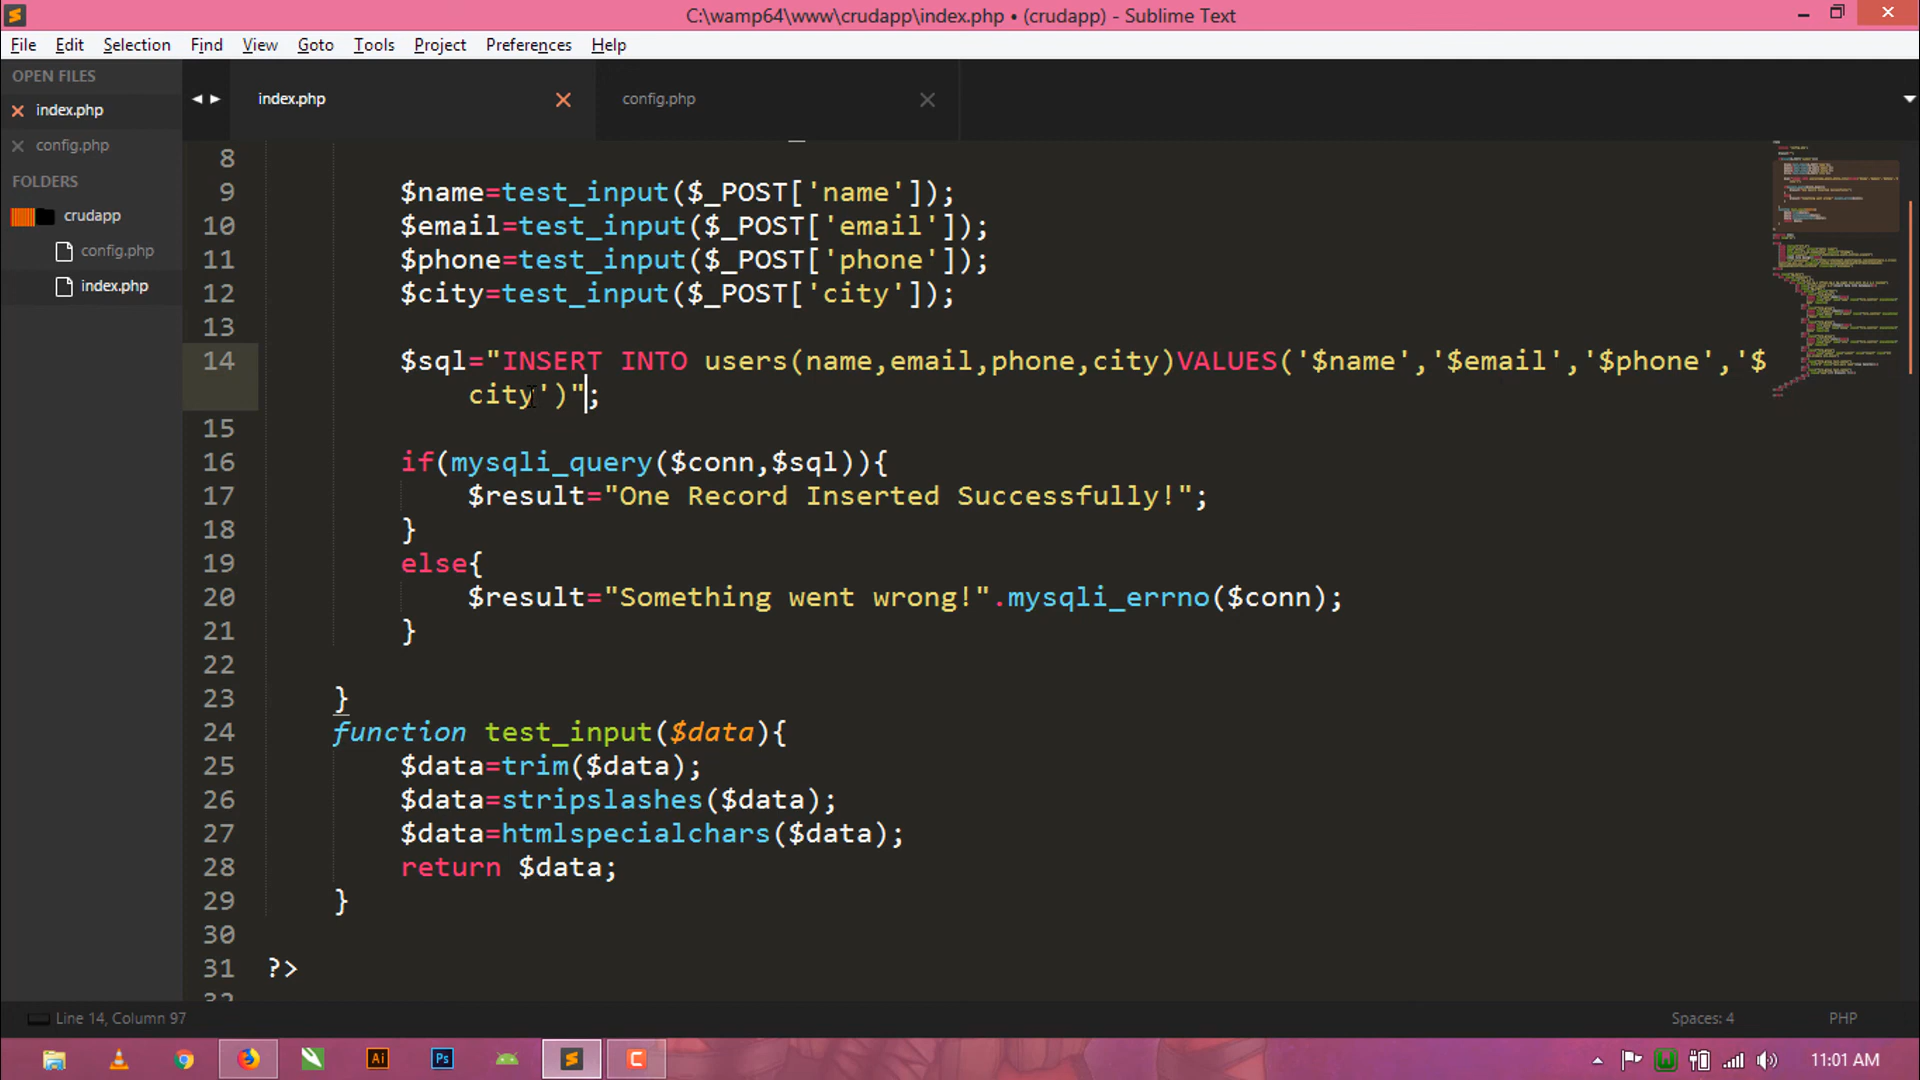 C:\wamp64\www\crudapp\index.php • (crudapp) - Sublime Text
File Edit Selection Find View Goto Tools Project Preferences Help
OPEN FILES
index.php
config.php
FOLDERS
crudapp
config.php
index.php
index.php
config.php
8
9 $name=test_input($_POST['name']);
10 $email=test_input($_POST['email']);
11 $phone=test_input($_POST['phone']);
12 $city=test_input($_POST['city']);
13
14 $sql="INSERT INTO users(name,email,phone,city)VALUES('$name','$email','$phone','$
city')";
15
16 if(mysqli_query($conn,$sql)){
17 $result="One Record Inserted Successfully!";
18 }
19 else{
20 $result="Something went wrong!".mysqli_errno($conn);
21 }
22
23 }
24 function test_input($data){
25 $data=trim($data);
26 $data=stripslashes($data);
27 $data=htmlspecialchars($data);
28 return $data;
29 }
30
31 ?>
Line 14, Column 97
Spaces: 4
PHP
Ai
Ps
C
11:01 AM